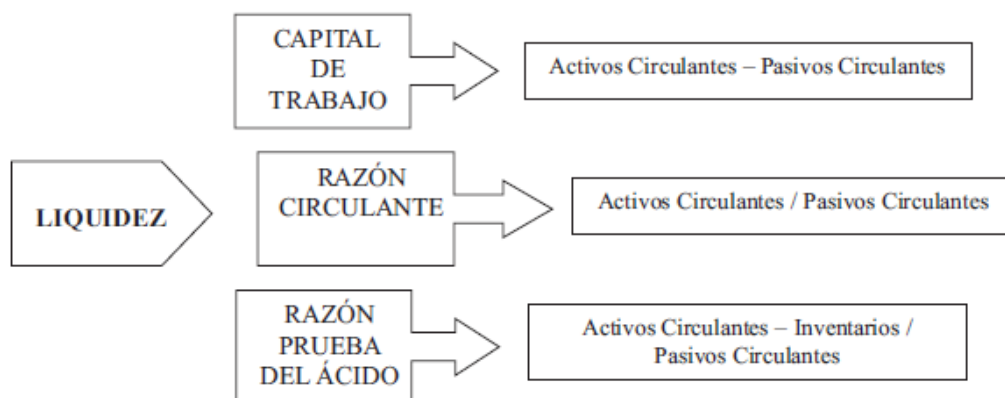 CAPITAL
DE
TRABAJO
Activos Circulantes – Pasivos Circulantes
LIQUIDEZ
RAZÓN
CIRCULANTE
Activos Circulantes / Pasivos Circulantes
RAZÓN
PRUEBA
DEL ÁCIDO
Activos Circulantes – Inventarios /
Pasivos Circulantes